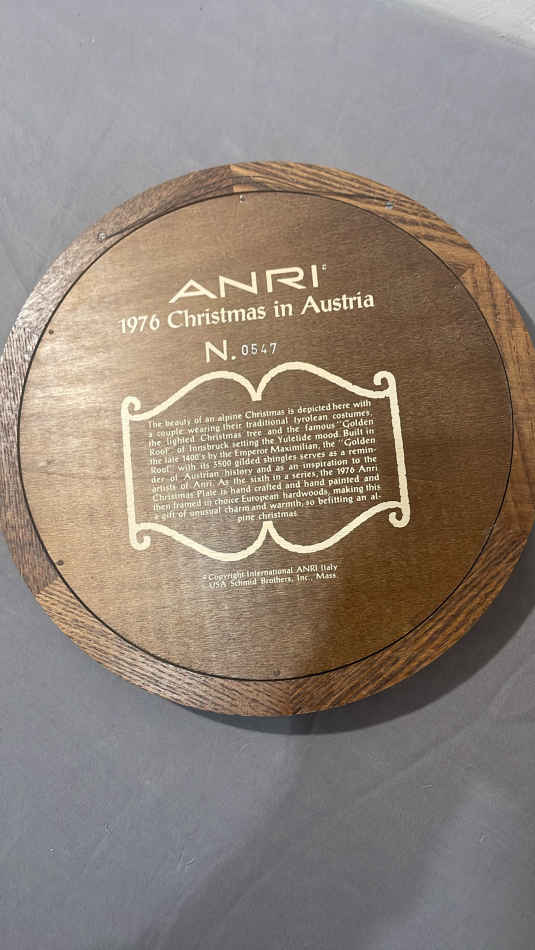 ANRI©
1976 Christmas in Austria
N. 0547
The beauty of an alpine Christmas is depicted here with
a couple wearing their traditional tyrolean costumes,
the lighted Christmas tree and the famous "Golden
Roof" of Innsbruck setting the Yuletide mood. Built in
the late 1400's by the Emperor Maximilian, the "Golden
Roof" with its 3500 gilded shingles serves as a remin-
der of Austrian history and as an inspiration to the
artists of Anri. As the sixth in a series, the 1976 Anri
Christmas Plate is hand crafted and hand painted and
then framed in choice European hardwoods, making this
a gift of unusual charm and warmth, so befitting an al-
pine christmas.
© Copyright International ANRI Italy
USA Schmid Brothers, Inc., Mass.